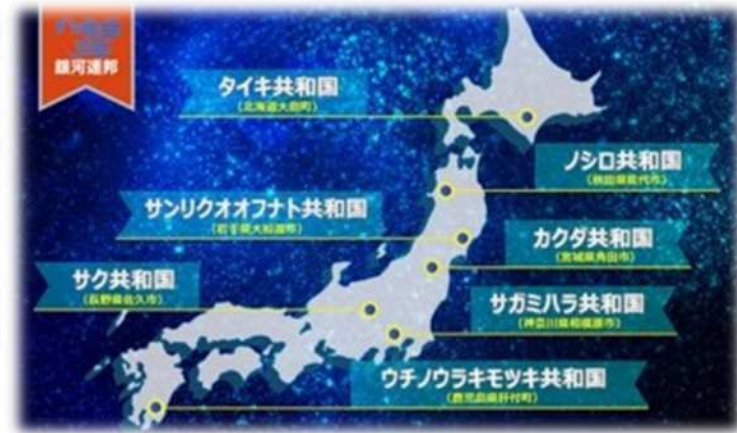 銀河連邦
タイキ共和国
(北海道大樹町)
ノシロ共和国
(秋田県能代市)
サンリクオオフナト共和国
(岩手県大船渡市)
カクダ共和国
(宮城県角田市)
サク共和国
(長野県佐久市)
サガミハラ共和国
(神奈川県相模原市)
ウチノウラキモツキ共和国
(鹿児島県肝付町)